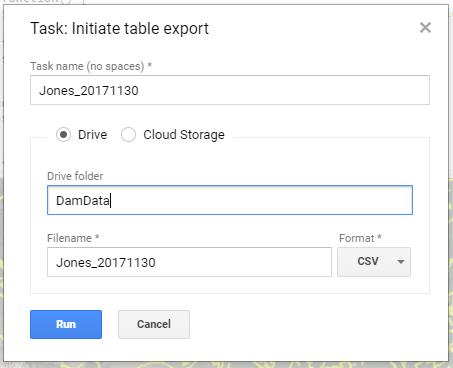 Task: Initiate table export
Task name (no spaces) *
Jones_20171130
Drive Cloud Storage
Drive folder
DamData
Filename * Format *
Jones_20171130 CSV
Run Cancel